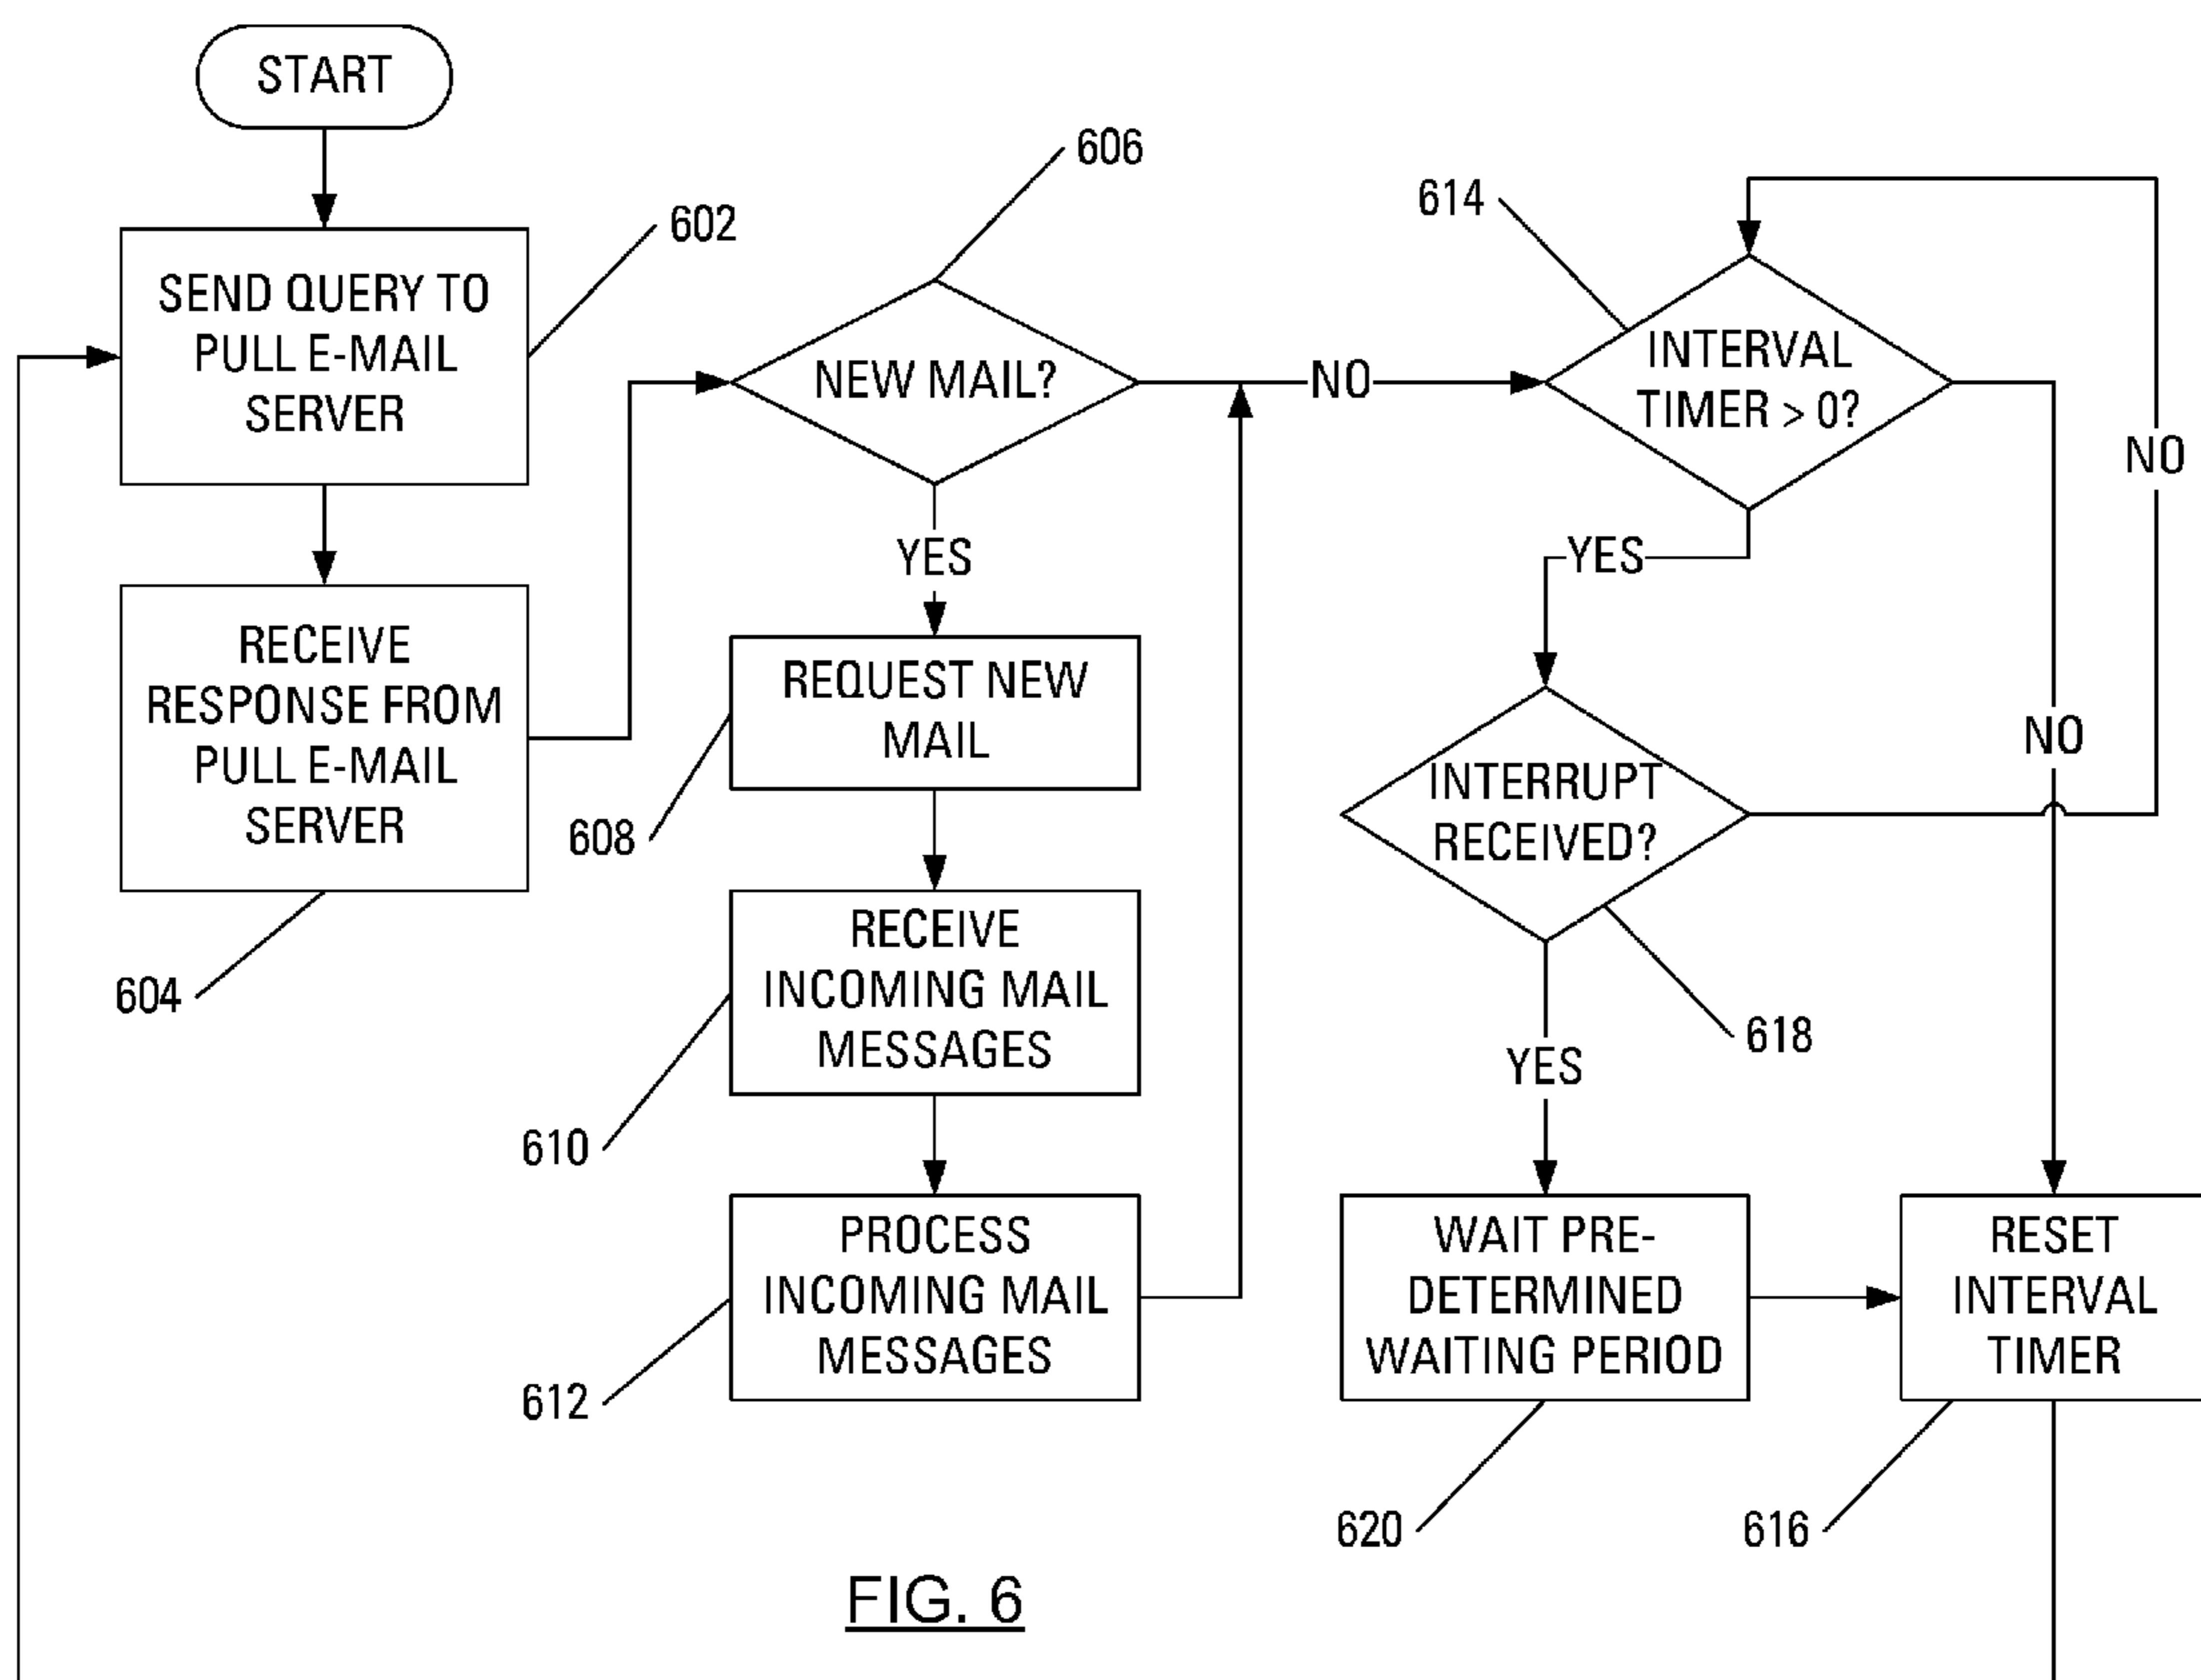 START
602
SEND QUERY TO
PULL E-MAIL
SERVER
RECEIVE
RESPONSE FROM
PULL E-MAIL
SERVER
604
606
NEW MAIL?
NO
YES
REQUEST NEW
MAIL
608
RECEIVE
INCOMING MAIL
MESSAGES
610
PROCESS
INCOMING MAIL
MESSAGES
612
614
INTERVAL
TIMER > 0?
NO
YES
NO
INTERRUPT
RECEIVED?
618
YES
WAIT PRE-
DETERMINED
WAITING PERIOD
620
RESET
INTERVAL
TIMER
616
FIG. 6